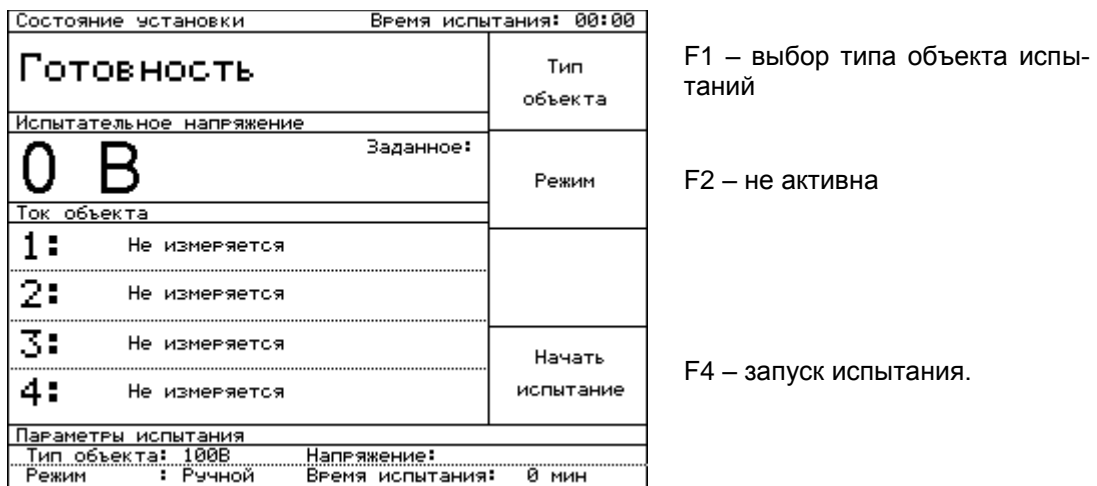 Состояние установки Время испытания: 00:00
Готовность
Тип
объекта
Испытательное напряжение
0 В
Заданное:
Режим
Ток объекта
1: Не измеряется
2: Не измеряется
3: Не измеряется
4: Не измеряется
Начать
испытание
Параметры испытания
Тип объекта: 100В Напряжение:
Режим : Ручной Время испытания: 0 мин
F1 – выбор типа объекта испы-
таний
F2 – не активна
F4 – запуск испытания.